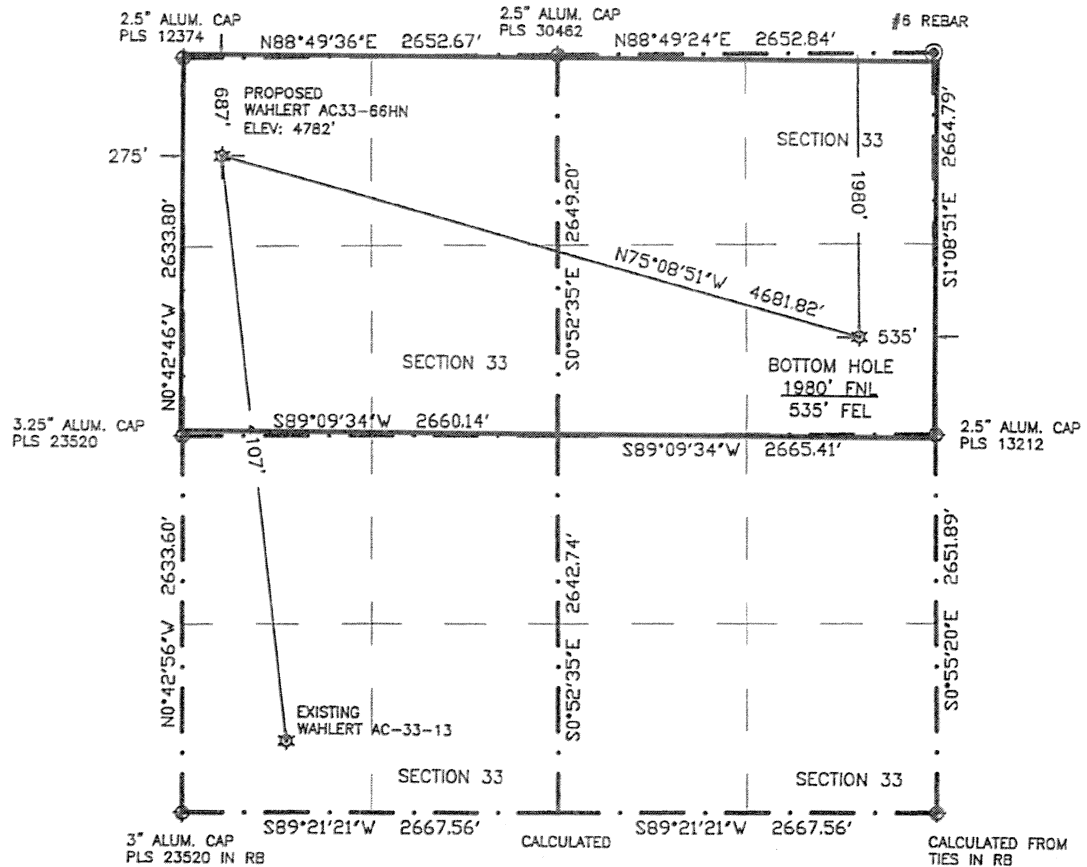 2.5" ALUM. CAP
PLS 12374
2.5" ALUM. CAP
PLS 30462
#6 REBAR
N88°49'36"E 2652.67'
N88°49'24"E 2652.84'
687'
PROPOSED
WAHLERT AC33-66HN
ELEV: 4782'
275'
SECTION 33
1980'
N0°42'46"W 2633.80'
S0°52'35"E 2649.20'
S1°08'51"E 2664.79'
N75°08'51"W 4681.82'
535'
SECTION 33
BOTTOM HOLE
1980' FNL
535' FEL
3.25" ALUM. CAP
PLS 23520
S89°09'34"W 2660.14'
S89°09'34"W 2665.41'
2.5" ALUM. CAP
PLS 13212
107'
N0°42'56"W 2633.60'
S0°52'35"E 2642.74'
S0°55'20"E 2651.89'
EXISTING
WAHLERT AC-33-13
SECTION 33
SECTION 33
3" ALUM. CAP
PLS 23520 IN RB
S89°21'21"W 2667.56'
CALCULATED
S89°21'21"W 2667.56'
CALCULATED FROM
TIES IN RB